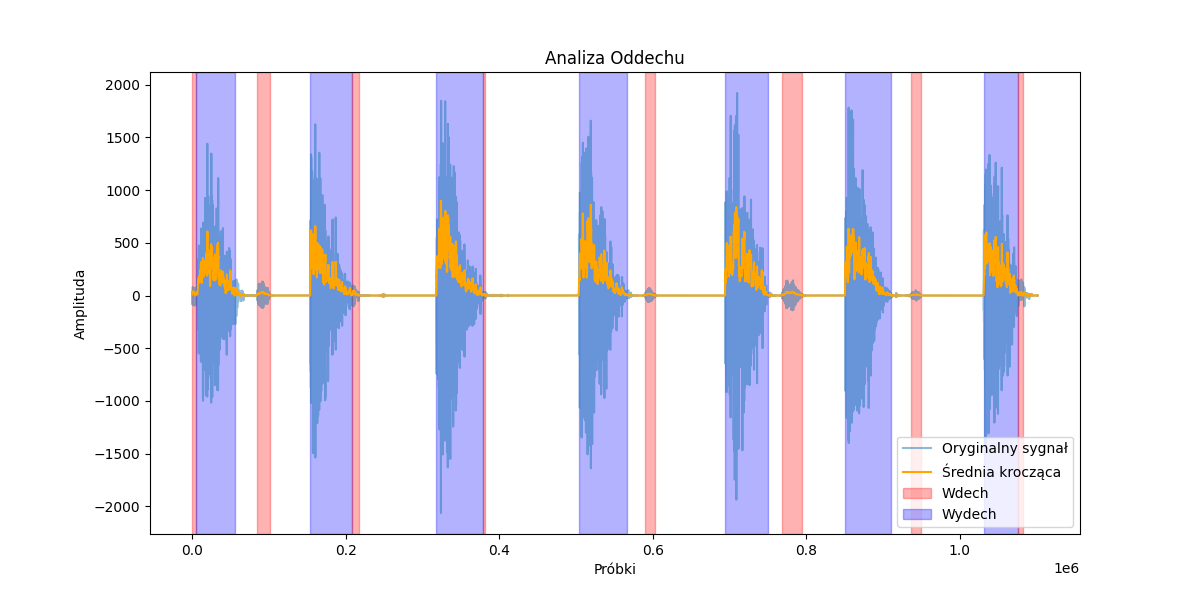 Analiza Oddechu
Amplituda
2000
1500
1000
500
0
−500
−1000
−1500
−2000
0.0
0.2
0.4
0.6
0.8
1.0
1e6
Próbki
Oryginalny sygnał
Średnia krocząca
Wdech
Wydech